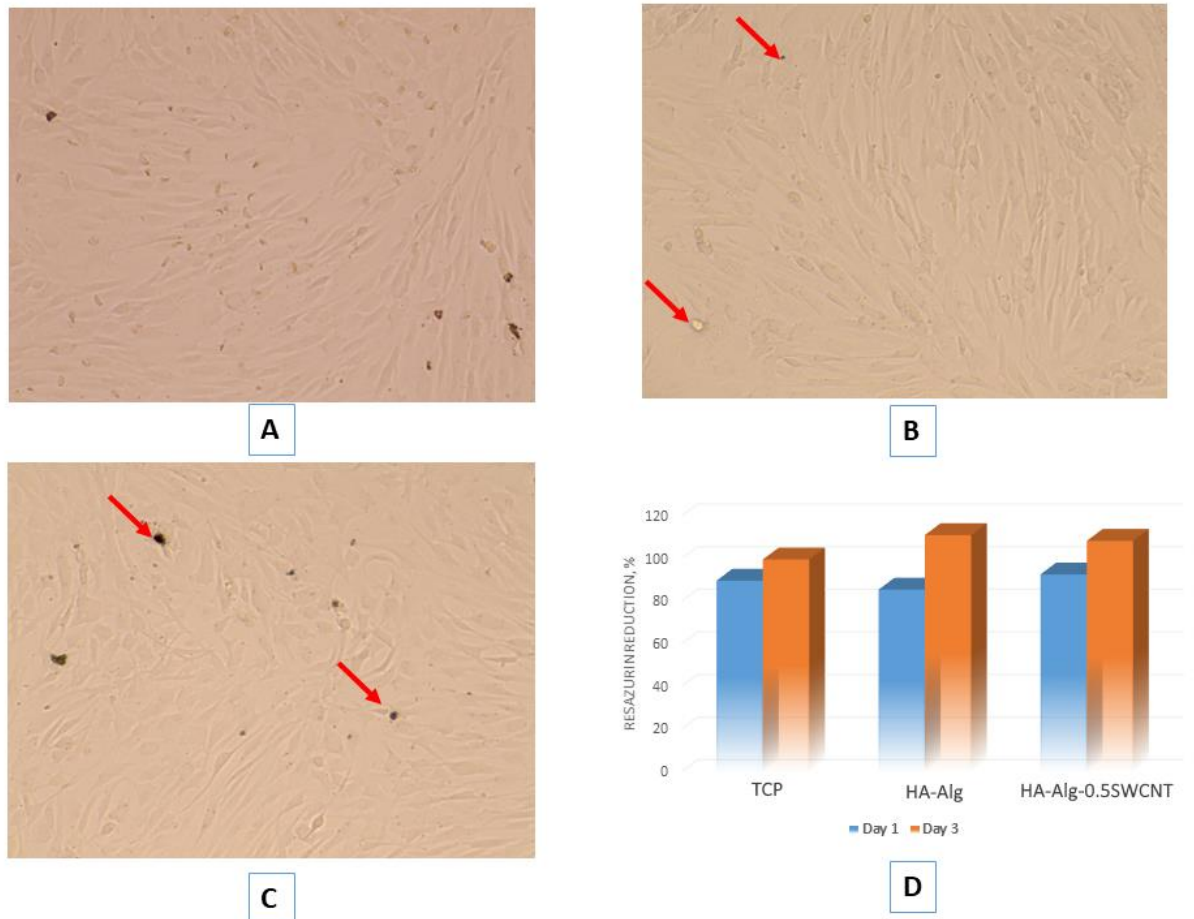 A
B
C
RESAZURINREDUCTION, %
120
100
80
60
40
20
0
TCP
HA-Alg
HA-Alg-0.5SWCNT
Day 1
Day 3
D